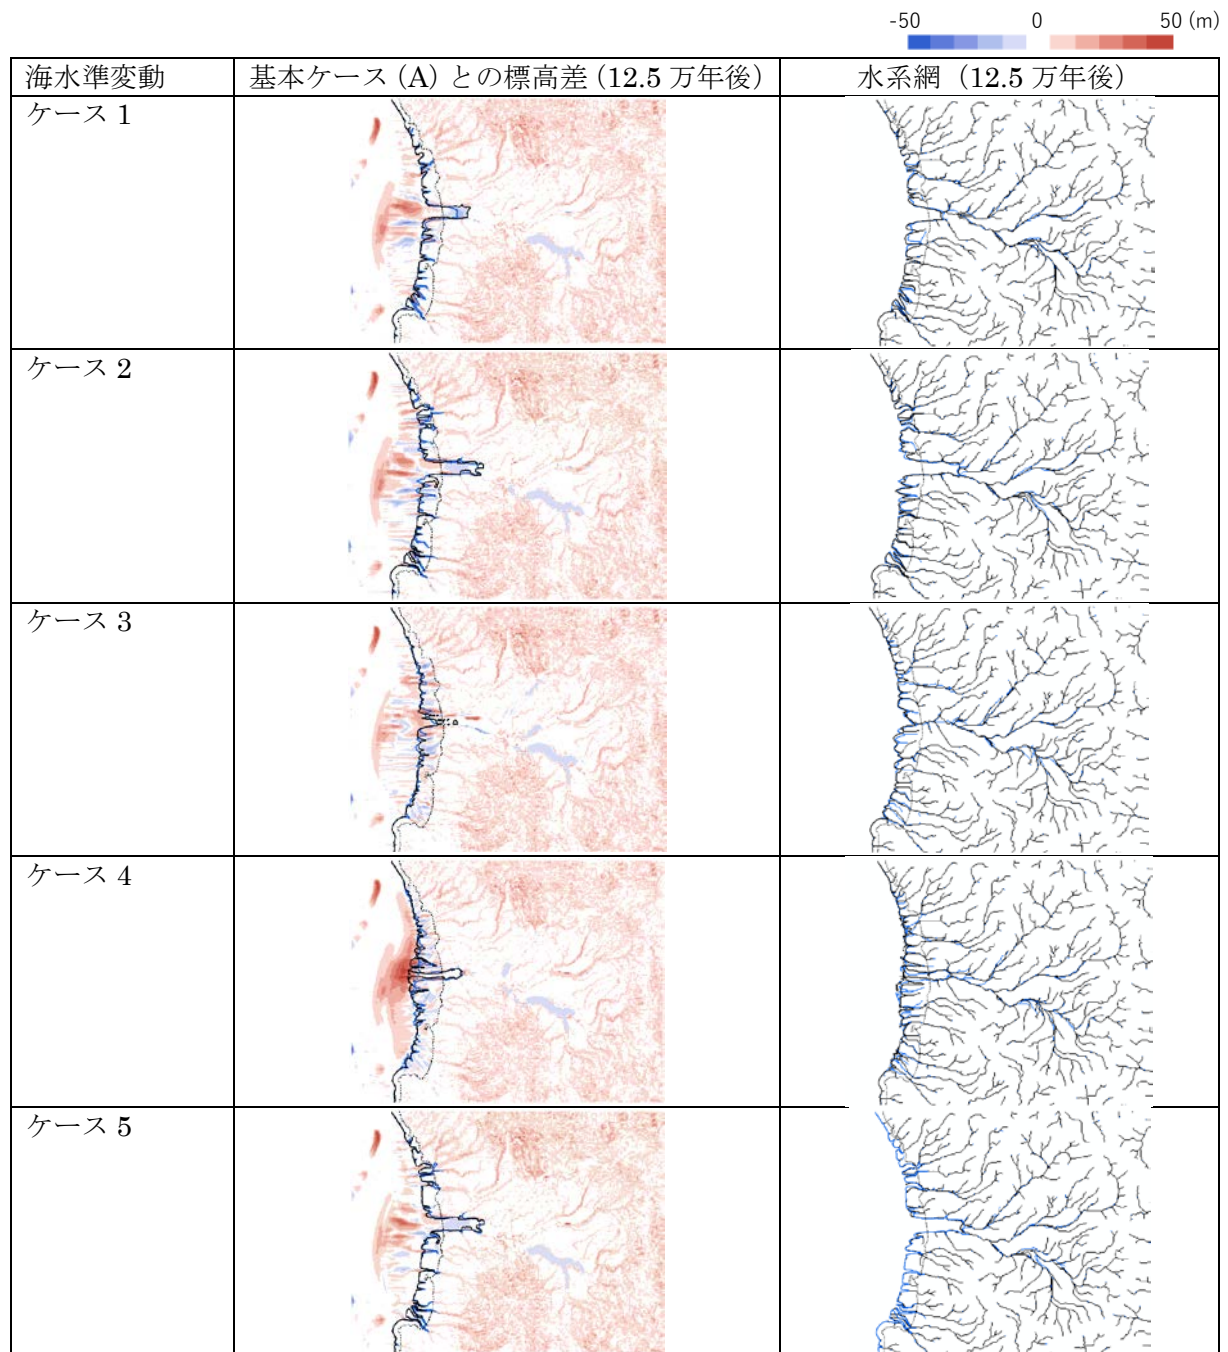 -50 0 50 (m)
海水準変動 基本ケース (A) との標高差 (12.5 万年後) 水系網 (12.5 万年後)
ケース 1
ケース 2
ケース 3
ケース 4
ケース 5